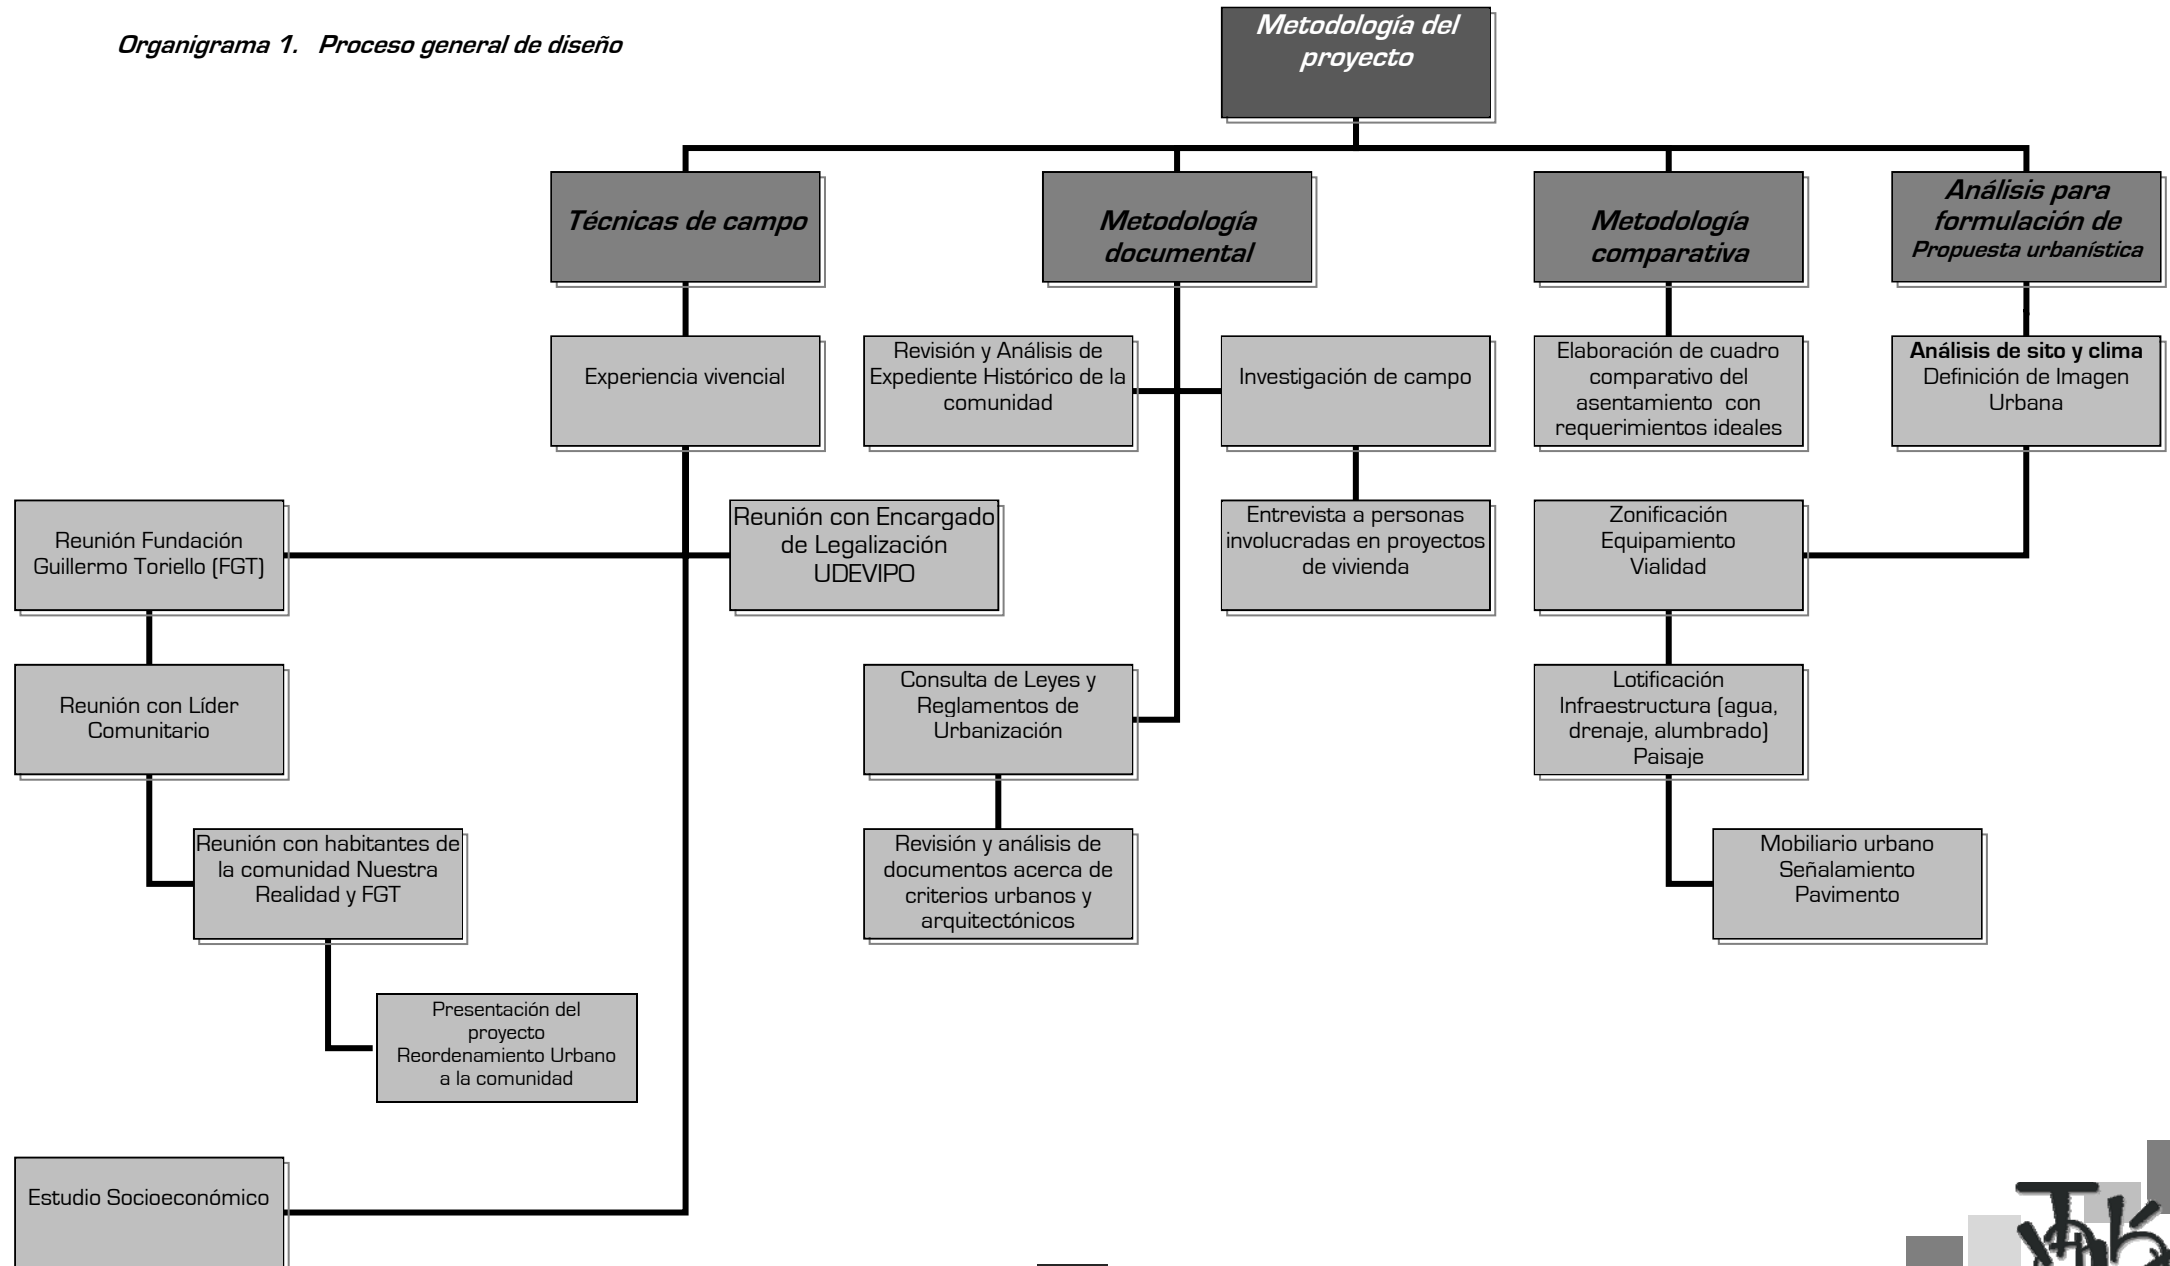 Organigrama 1. Proceso general de diseño
Metodología del
proyecto
Técnicas de campo
Metodología
documental
Metodología
comparativa
Análisis para
formulación de
Propuesta urbanística
Experiencia vivencial
Revisión y Análisis de
Expediente Histórico de la
comunidad
Investigación de campo
Elaboración de cuadro
comparativo del
asentamiento con
requerimientos ideales
Análisis de sito y clima
Definición de Imagen
Urbana
Reunión Fundación
Guillermo Toriello (FGT)
Reunión con Encargado
de Legalización
UDEVIPO
Entrevista a personas
involucradas en proyectos
de vivienda
Zonificación
Equipamiento
Vialidad
Reunión con Líder
Comunitario
Consulta de Leyes y
Reglamentos de
Urbanización
Lotificación
Infraestructura (agua,
drenaje, alumbrado)
Paisaje
Reunión con habitantes de
la comunidad Nuestra
Realidad y FGT
Revisión y análisis de
documentos acerca de
criterios urbanos y
arquitectónicos
Mobiliario urbano
Señalamiento
Pavimento
Presentación del
proyecto
Reordenamiento Urbano
a la comunidad
Estudio Socioeconómico